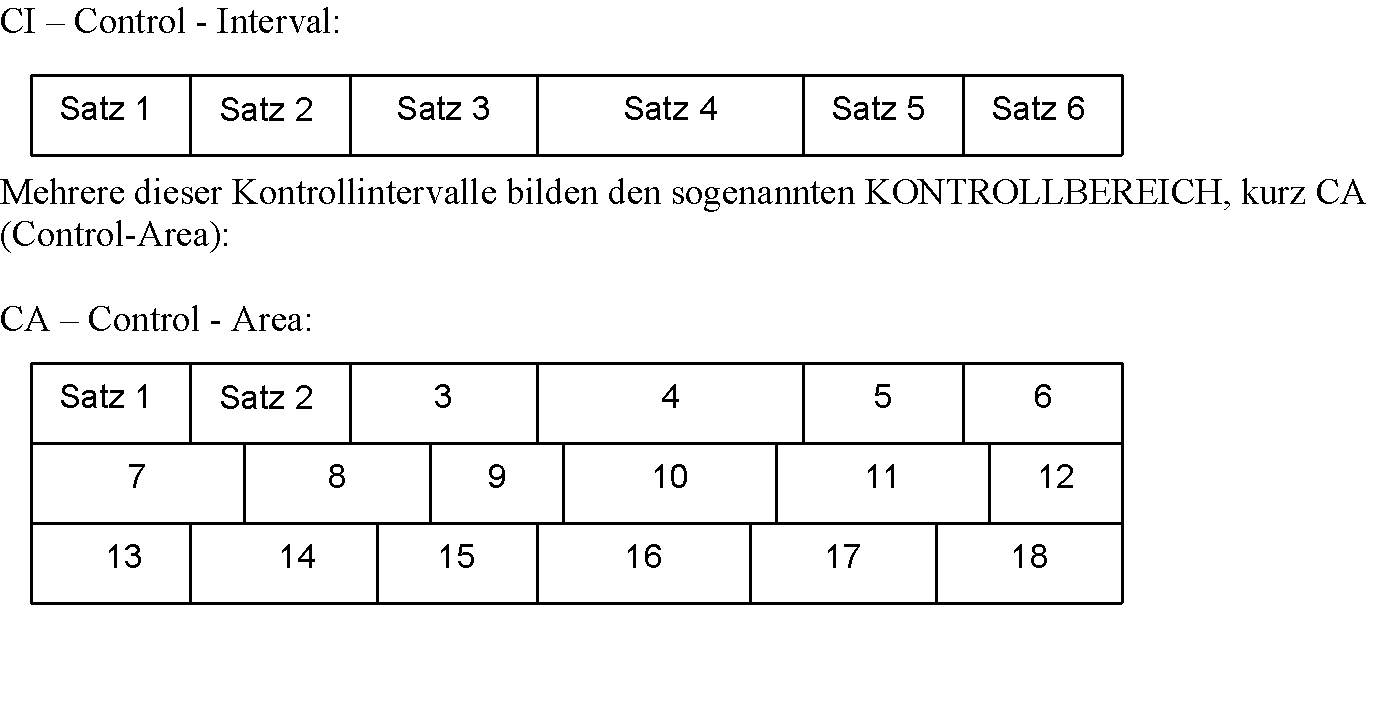 CI – Control - Interval:
Satz 1 Satz 2 Satz 3 Satz 4 Satz 5 Satz 6
Mehrere dieser Kontrollintervalle bilden den sogenannten KONTROLLBEREICH, kurz CA
(Control-Area):
CA – Control - Area:
Satz 1 Satz 2 3 4 5 6
7 8 9 10 11 12
13 14 15 16 17 18